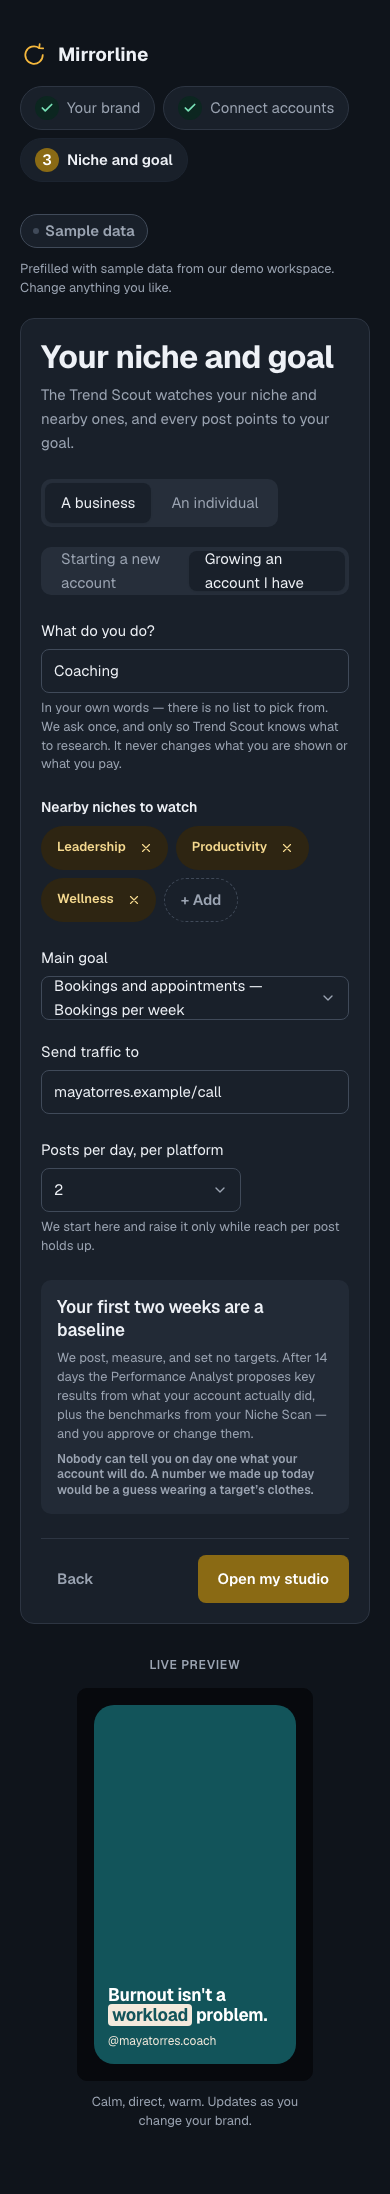 Mirrorline
Your brand
Connect accounts
3 Niche and goal
Sample data
Prefilled with sample data from our demo workspace.
Change anything you like.
Your niche and goal
The Trend Scout watches your niche and
nearby ones, and every post points to your
goal.
A business
An individual
Starting a new
account
Growing an
account I have
What do you do?
Coaching
In your own words — there is no list to pick from.
We ask once, and only so Trend Scout knows what
to research. It never changes what you are shown or
what you pay.
Nearby niches to watch
Leadership
Productivity
Wellness
+ Add
Main goal
Bookings and appointments —
Bookings per week
Send traffic to
mayatorres.example/call
Posts per day, per platform
2
We start here and raise it only while reach per post
holds up.
Your first two weeks are a
baseline
We post, measure, and set no targets. After 14
days the Performance Analyst proposes key
results from what your account actually did,
plus the benchmarks from your Niche Scan —
and you approve or change them.
Nobody can tell you on day one what your
account will do. A number we made up today
would be a guess wearing a target's clothes.
Back
Open my studio
LIVE PREVIEW
Burnout isn't a
workload problem.
@mayatorres.coach
Calm, direct, warm. Updates as you
change your brand.